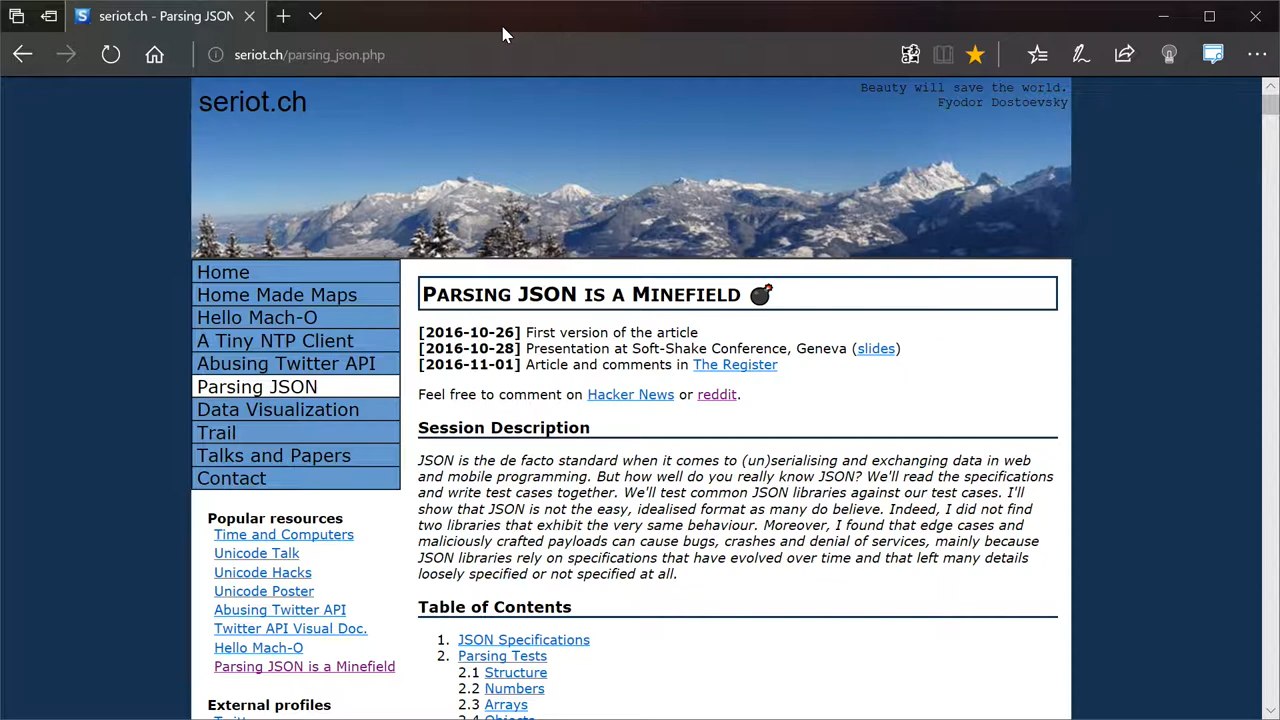 seriot.ch - Parsing JSON
seriot.ch/parsing_json.php
seriot.ch
Beauty will save the world.
Fyodor Dostoevsky
Home
Home Made Maps
Hello Mach-O
A Tiny NTP Client
Abusing Twitter API
Parsing JSON
Data Visualization
Trail
Talks and Papers
Contact
Popular resources
Time and Computers
Unicode Talk
Unicode Hacks
Unicode Poster
Abusing Twitter API
Twitter API Visual Doc.
Hello Mach-O
Parsing JSON is a Minefield
External profiles
PARSING JSON IS A MINEFIELD 💣
[2016-10-26] First version of the article
[2016-10-28] Presentation at Soft-Shake Conference, Geneva (slides)
[2016-11-01] Article and comments in The Register
Feel free to comment on Hacker News or reddit.
Session Description
JSON is the de facto standard when it comes to (un)serialising and exchanging data in web
and mobile programming. But how well do you really know JSON? We'll read the specifications
and write test cases together. We'll test common JSON libraries against our test cases. I'll
show that JSON is not the easy, idealised format as many do believe. Indeed, I did not find
two libraries that exhibit the very same behaviour. Moreover, I found that edge cases and
maliciously crafted payloads can cause bugs, crashes and denial of services, mainly because
JSON libraries rely on specifications that have evolved over time and that left many details
loosely specified or not specified at all.
Table of Contents
1. JSON Specifications
2. Parsing Tests
2.1 Structure
2.2 Numbers
2.3 Arrays